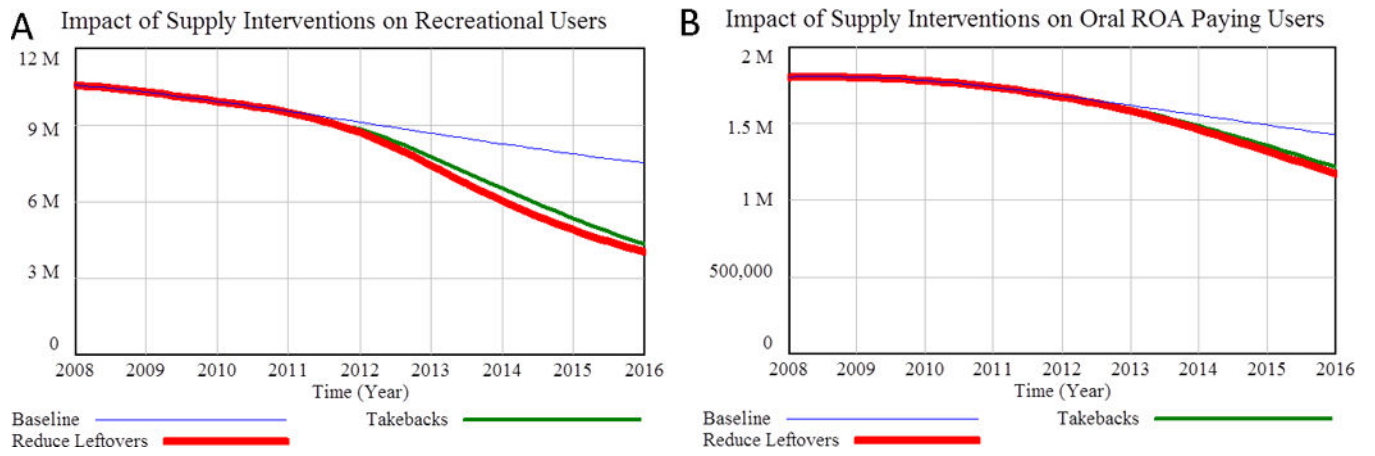 A
Impact of Supply Interventions on Recreational Users
12 M
9 M
6 M
3 M
0
2008 2009 2010 2011 2012 2013 2014 2015 2016
Time (Year)
Baseline Takebacks
Reduce Leftovers
B
Impact of Supply Interventions on Oral ROA Paying Users
2 M
1.5 M
1 M
500,000
0
2008 2009 2010 2011 2012 2013 2014 2015 2016
Time (Year)
Baseline Takebacks
Reduce Leftovers